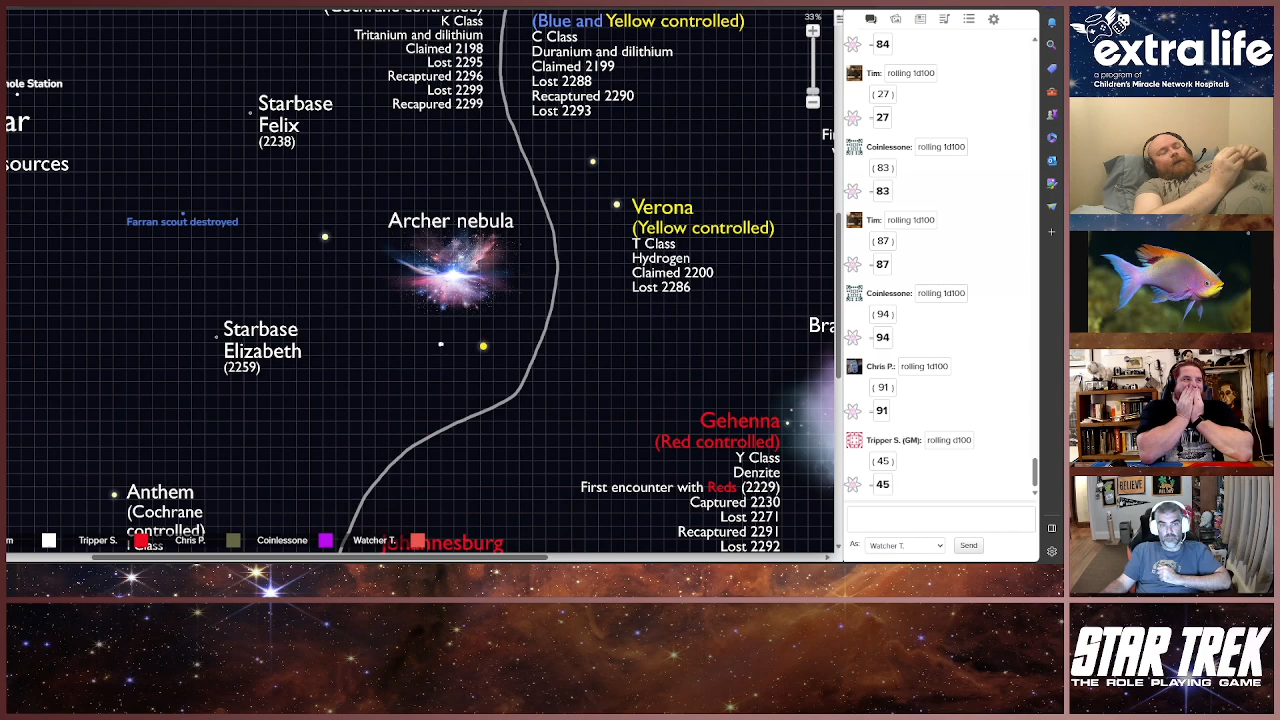 (Cochrane controlled)
K Class
Tritanium and dilithium
Claimed 2198
Lost 2295
Recaptured 2296
Lost 2299
Recaptured 2299
(Blue and Yellow controlled)
C Class
Duranium and dilithium
Claimed 2199
Lost 2288
Recaptured 2290
Lost 2293
33%
hole Station
ar
sources
Starbase
Felix
(2238)
Farran scout destroyed
Archer nebula
Verona
(Yellow controlled)
T Class
Hydrogen
Claimed 2200
Lost 2286
Starbase
Elizabeth
(2259)
Bra
Gehenna
(Red controlled)
Y Class
Denzite
First encounter with Reds (2229)
Captured 2230
Lost 2271
Recaptured 2291
Lost 2292
Anthem
(Cochrane
controlled)
I Class
Johannesburg
m
Tripper S.
Chris P.
Coinlessone
Watcher T.
= 84
Tim: rolling 1d100
( 27 )
= 27
Coinlessone: rolling 1d100
( 83 )
= 83
Tim: rolling 1d100
( 87 )
= 87
Coinlessone: rolling 1d100
( 94 )
= 94
Chris P.: rolling 1d100
( 91 )
= 91
Tripper S. (GM): rolling d100
( 45 )
= 45
As: Watcher T. Send
extra life
a program of
Children's Miracle Network Hospitals
BELIEVE
STAR TREK
THE ROLE PLAYING GAME